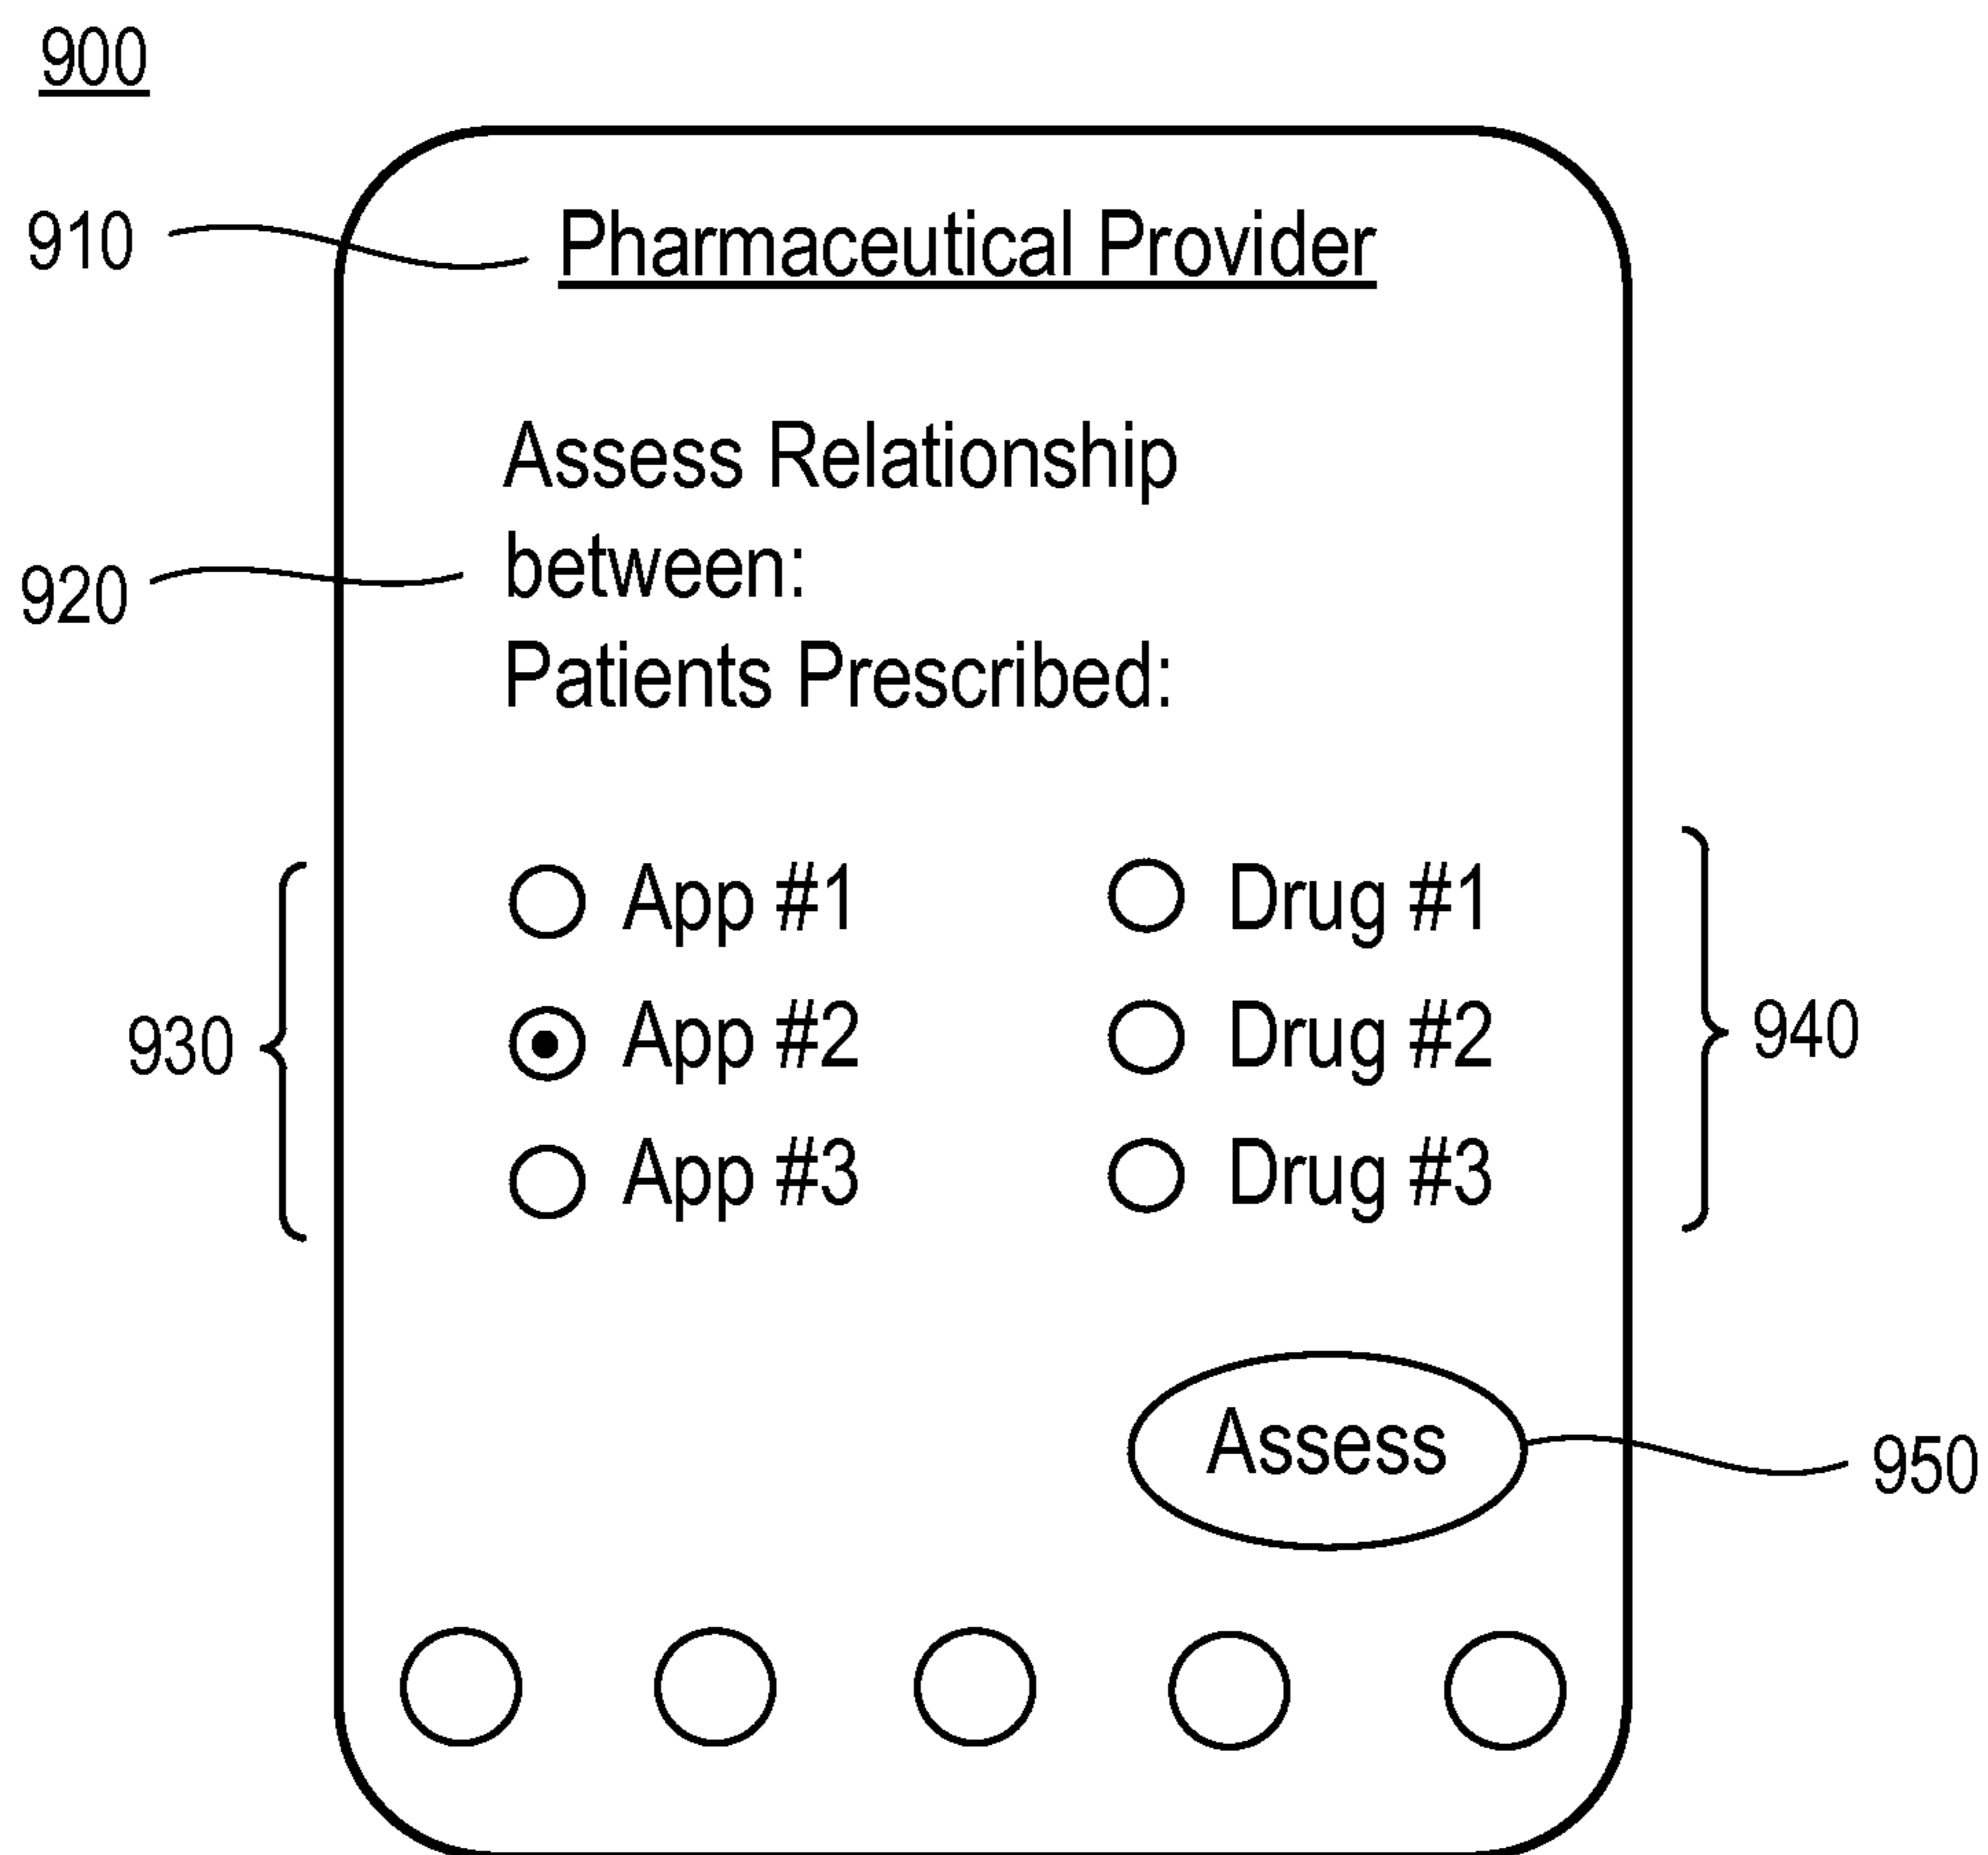 900
910 Pharmaceutical Provider
Assess Relationship
920 between:
Patients Prescribed:
App #1 Drug #1
930 App #2 Drug #2 940
App #3 Drug #3
Assess 950